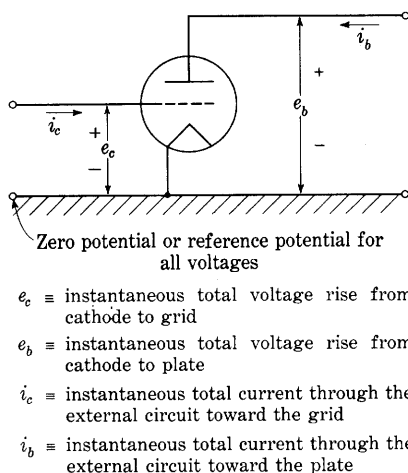 i_b
+
e_b
−
i_c
+
e_c
−
Zero potential or reference potential for
all voltages
e_c ≡ instantaneous total voltage rise from
cathode to grid
e_b ≡ instantaneous total voltage rise from
cathode to plate
i_c ≡ instantaneous total current through the
external circuit toward the grid
i_b ≡ instantaneous total current through the
external circuit toward the plate